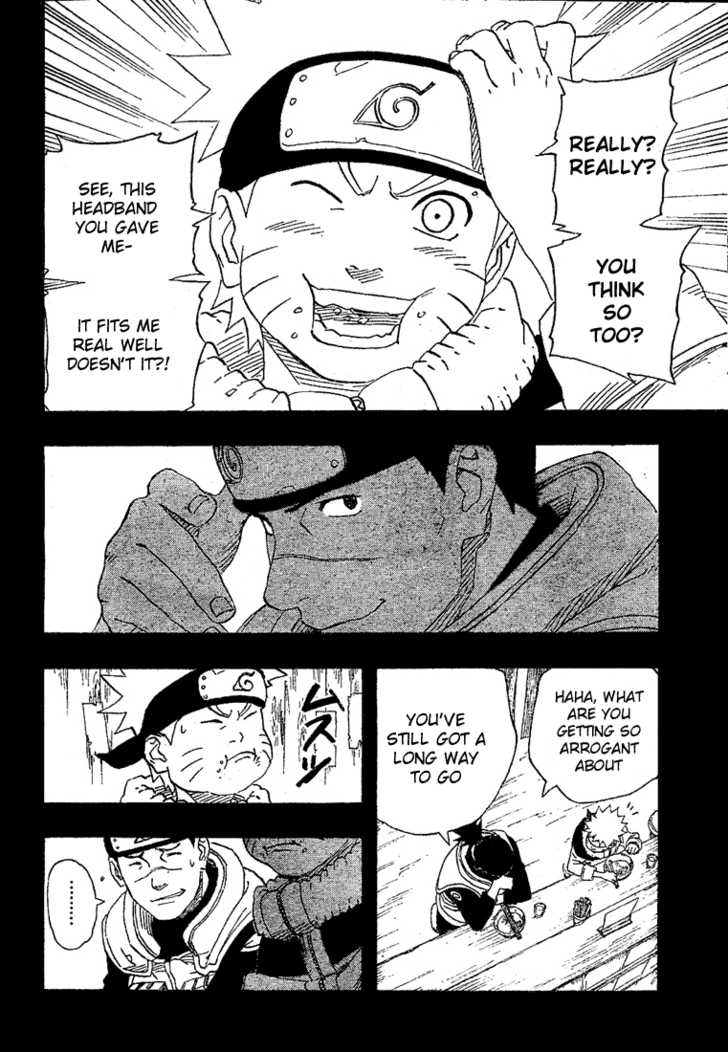 REALLY?
REALLY?
YOU
THINK
SO
TOO?
SEE, THIS
HEADBAND
YOU GAVE
ME-
IT FITS ME
REAL WELL
DOESN'T IT?!
HAHA, WHAT
ARE YOU
GETTING SO
ARROGANT
ABOUT
YOU'VE
STILL GOT A
LONG WAY
TO GO
ムスッ
........